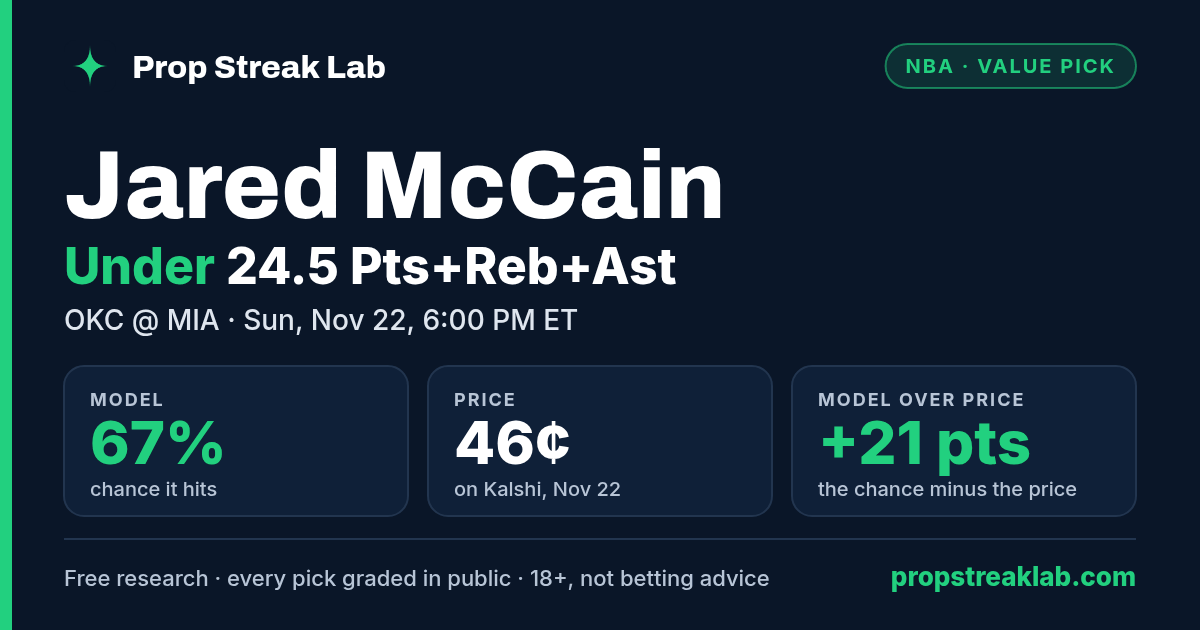 Prop Streak Lab
NBA · VALUE PICK
Jared McCain
Under 24.5 Pts+Reb+Ast
OKC @ MIA · Sun, Nov 22, 6:00 PM ET
MODEL
67%
chance it hits
PRICE
46¢
on Kalshi, Nov 22
MODEL OVER PRICE
+21 pts
the chance minus the price
Free research · every pick graded in public · 18+, not betting advice
propstreaklab.com